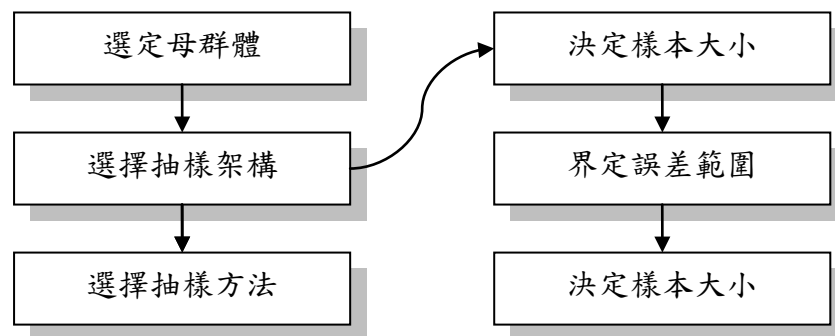 選定母群體
選擇抽樣架構
選擇抽樣方法
決定樣本大小
界定誤差範圍
決定樣本大小